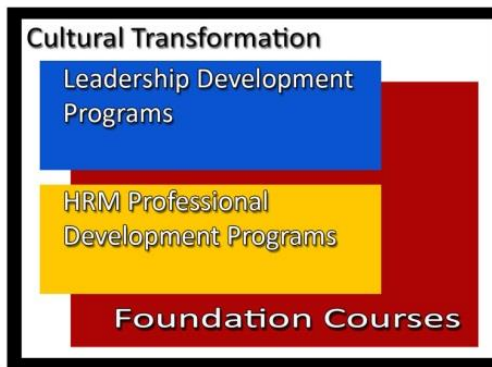 Cultural Transformation
Leadership Development
Programs
HRM Professional
Development Programs
Foundation Courses